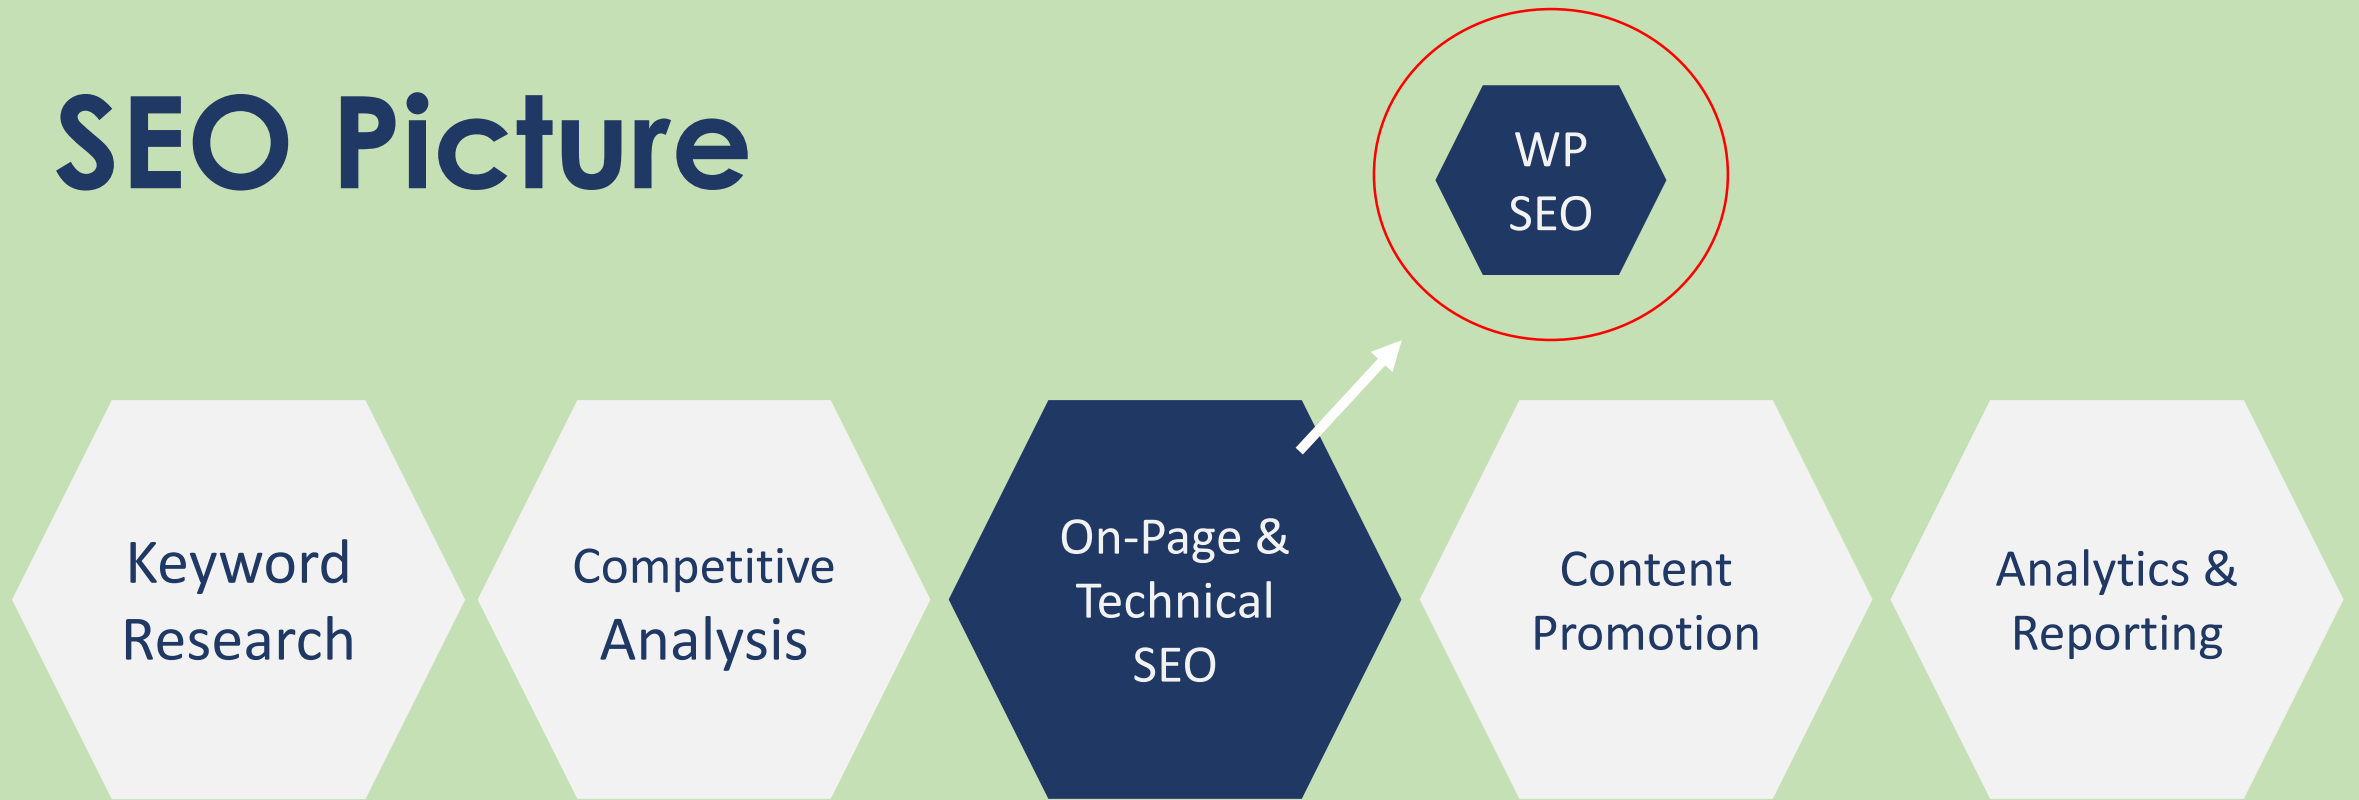 SEO Picture
WP
SEO
Keyword
Research
Competitive
Analysis
On-Page &
Technical
SEO
Content
Promotion
Analytics &
Reporting